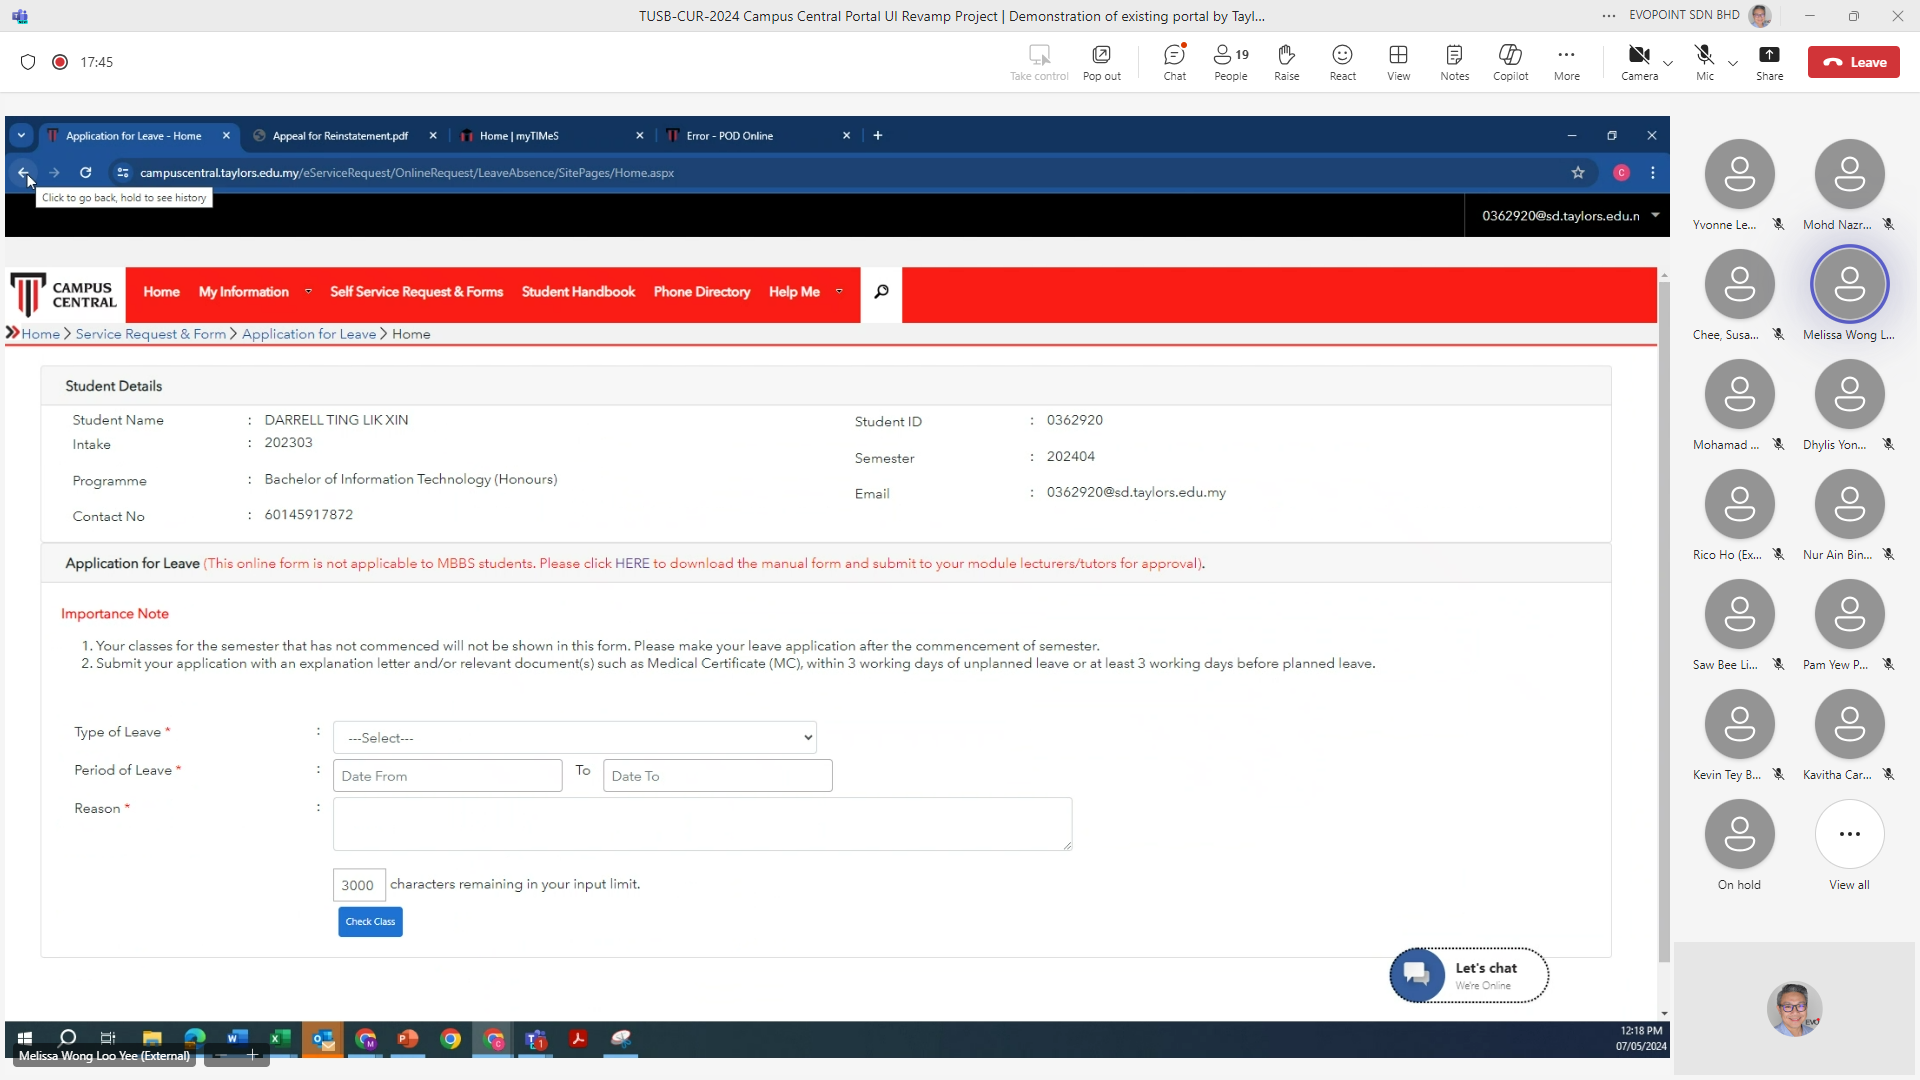 TUSB-CUR-2024 Campus Central Portal UI Revamp Project | Demonstration of existing portal by Tayl...
EVOPOINT SDN BHD
17:45
Take control
Pop out
Chat
19
People
Raise
React
View
Notes
Copilot
More
Camera
Mic
Share
Leave
Application for Leave - Home
Appeal for Reinstatement.pdf
Home | myTIMeS
Error - POD Online
campuscentral.taylors.edu.my/eServiceRequest/OnlineRequest/LeaveAbsence/SitePages/Home.aspx
C
Click to go back, hold to see history
0362920@sd.taylors.edu.n
CAMPUS CENTRAL
Home
My Information
Self Service Request & Forms
Student Handbook
Phone Directory
Help Me
Home > Service Request & Form > Application for Leave > Home
Student Details
Student Name : DARRELL TING LIK XIN
Student ID : 0362920
Intake : 202303
Semester : 202404
Programme : Bachelor of Information Technology (Honours)
Email : 0362920@sd.taylors.edu.my
Contact No : 60145917872
Application for Leave (This online form is not applicable to MBBS students. Please click HERE to download the manual form and submit to your module lecturers/tutors for approval).
Importance Note
1. Your classes for the semester that has not commenced will not be shown in this form. Please make your leave application after the commencement of semester.
2. Submit your application with an explanation letter and/or relevant document(s) such as Medical Certificate (MC), within 3 working days of unplanned leave or at least 3 working days before planned leave.
Type of Leave * : ---Select---
Period of Leave * : Date From To Date To
Reason * :
3000 characters remaining in your input limit.
Check Class
Let's chat
We're Online
12:18 PM
07/05/2024
Melissa Wong Loo Yee (External)
Yvonne Le...
Mohd Nazr...
Chee, Susa...
Melissa Wong L...
Mohamad ...
Dhylis Yon...
Rico Ho (Ex...
Nur Ain Bin...
Saw Bee Li...
Pam Yew P...
Kevin Tey B...
Kavitha Car...
On hold
View all